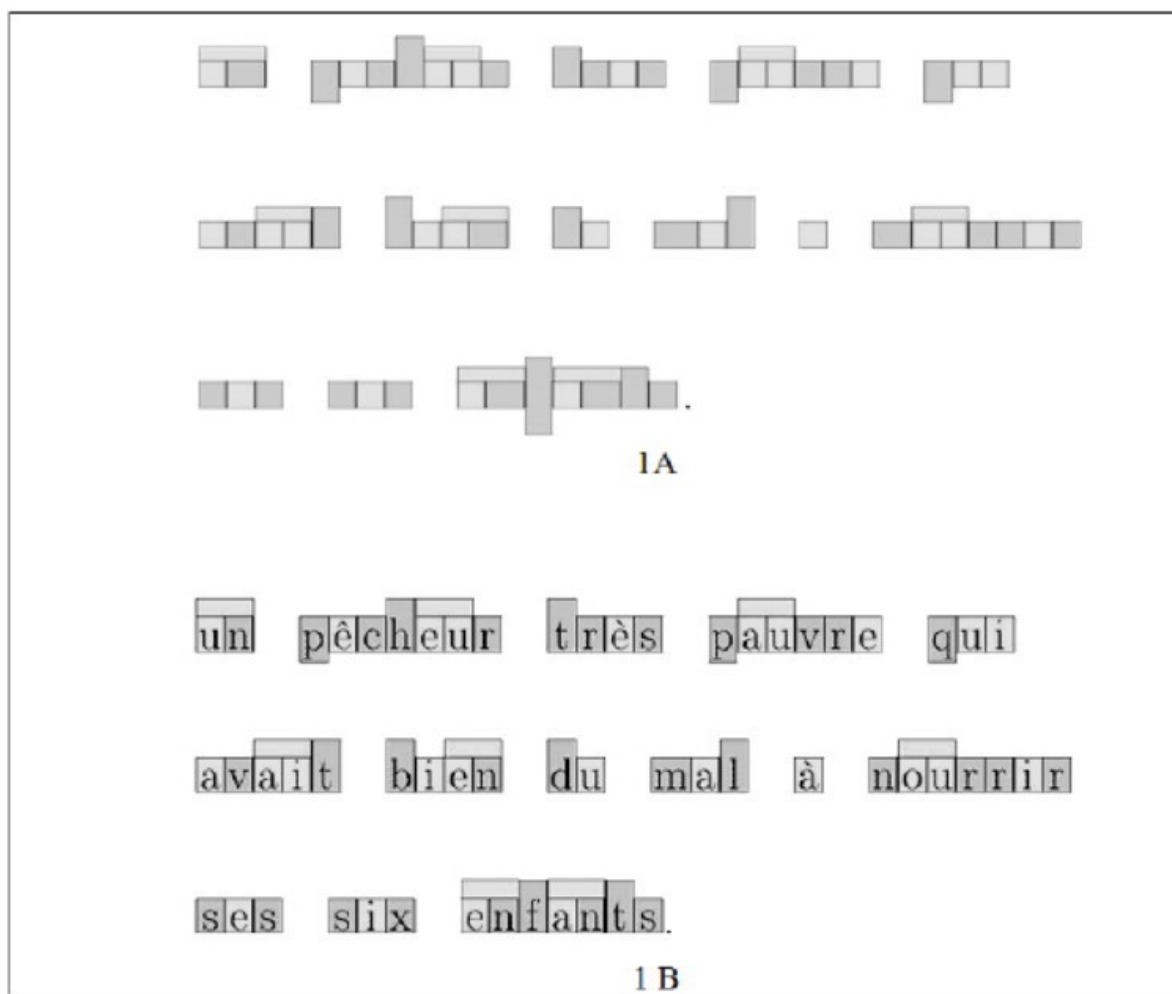 .
1A
un pêcheur très pauvre qui
avait bien du mal à nourrir
ses six enfants.
1 B